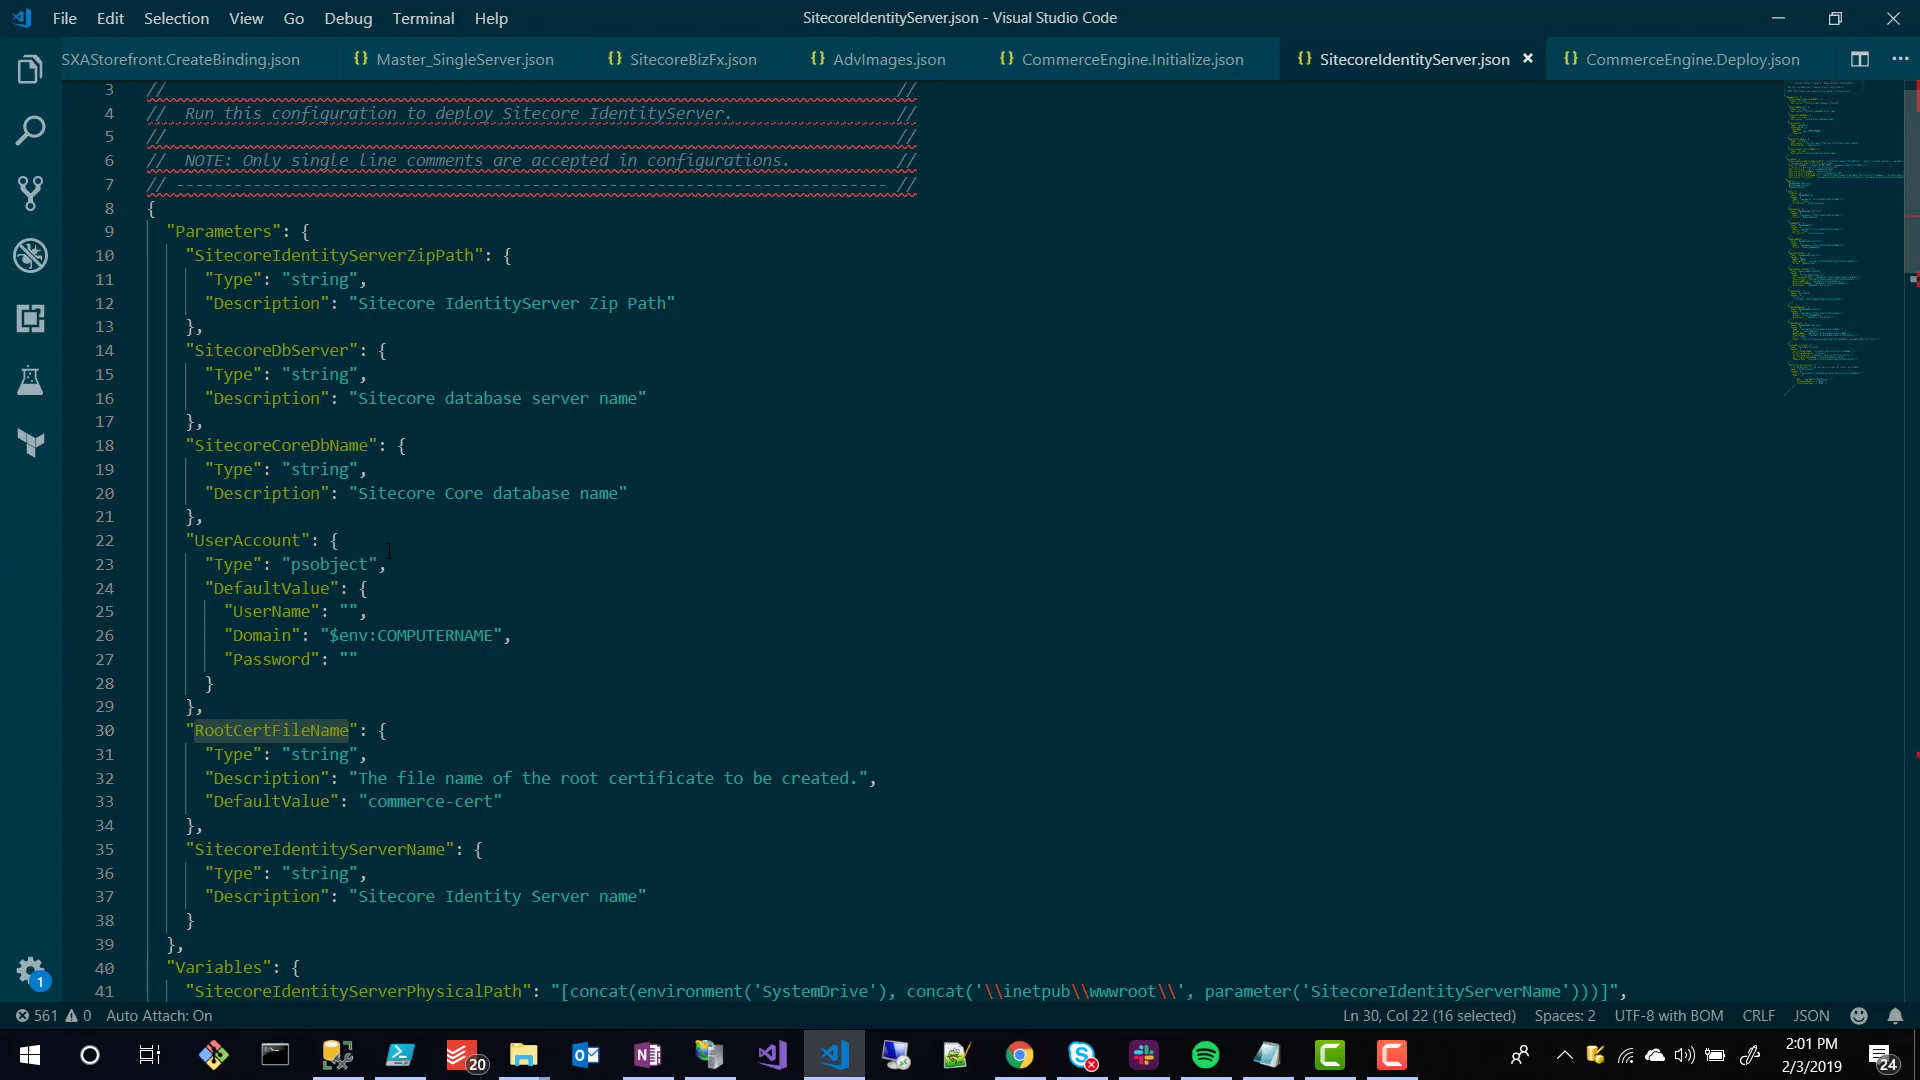 File Edit Selection View Go Debug Terminal Help
SitecoreIdentityServer.json - Visual Studio Code
SXAStorefront.CreateBinding.json
{} Master_SingleServer.json
{} SitecoreBizFx.json
{} AdvImages.json
{} CommerceEngine.Initialize.json
{} SitecoreIdentityServer.json
{} CommerceEngine.Deploy.json
3 // //
4 // Run this configuration to deploy Sitecore IdentityServer. //
5 // //
6 // NOTE: Only single line comments are accepted in configurations. //
7 // -------------------------------------------------------------------------- //
8 {
9 "Parameters": {
10 "SitecoreIdentityServerZipPath": {
11 "Type": "string",
12 "Description": "Sitecore IdentityServer Zip Path"
13 },
14 "SitecoreDbServer": {
15 "Type": "string",
16 "Description": "Sitecore database server name"
17 },
18 "SitecoreCoreDbName": {
19 "Type": "string",
20 "Description": "Sitecore Core database name"
21 },
22 "UserAccount": {
23 "Type": "psobject",
24 "DefaultValue": {
25 "UserName": "",
26 "Domain": "$env:COMPUTERNAME",
27 "Password": ""
28 }
29 },
30 "RootCertFileName": {
31 "Type": "string",
32 "Description": "The file name of the root certificate to be created.",
33 "DefaultValue": "commerce-cert"
34 },
35 "SitecoreIdentityServerName": {
36 "Type": "string",
37 "Description": "Sitecore Identity Server name"
38 }
39 },
40 "Variables": {
41 "SitecoreIdentityServerPhysicalPath": "[concat(environment('SystemDrive'), concat('\\inetpub\\wwwroot\\', parameter('SitecoreIdentityServerName')))]",
1
561 0 Auto Attach: On
Ln 30, Col 22 (16 selected) Spaces: 2 UTF-8 with BOM CRLF JSON
20
2:01 PM
2/3/2019
24